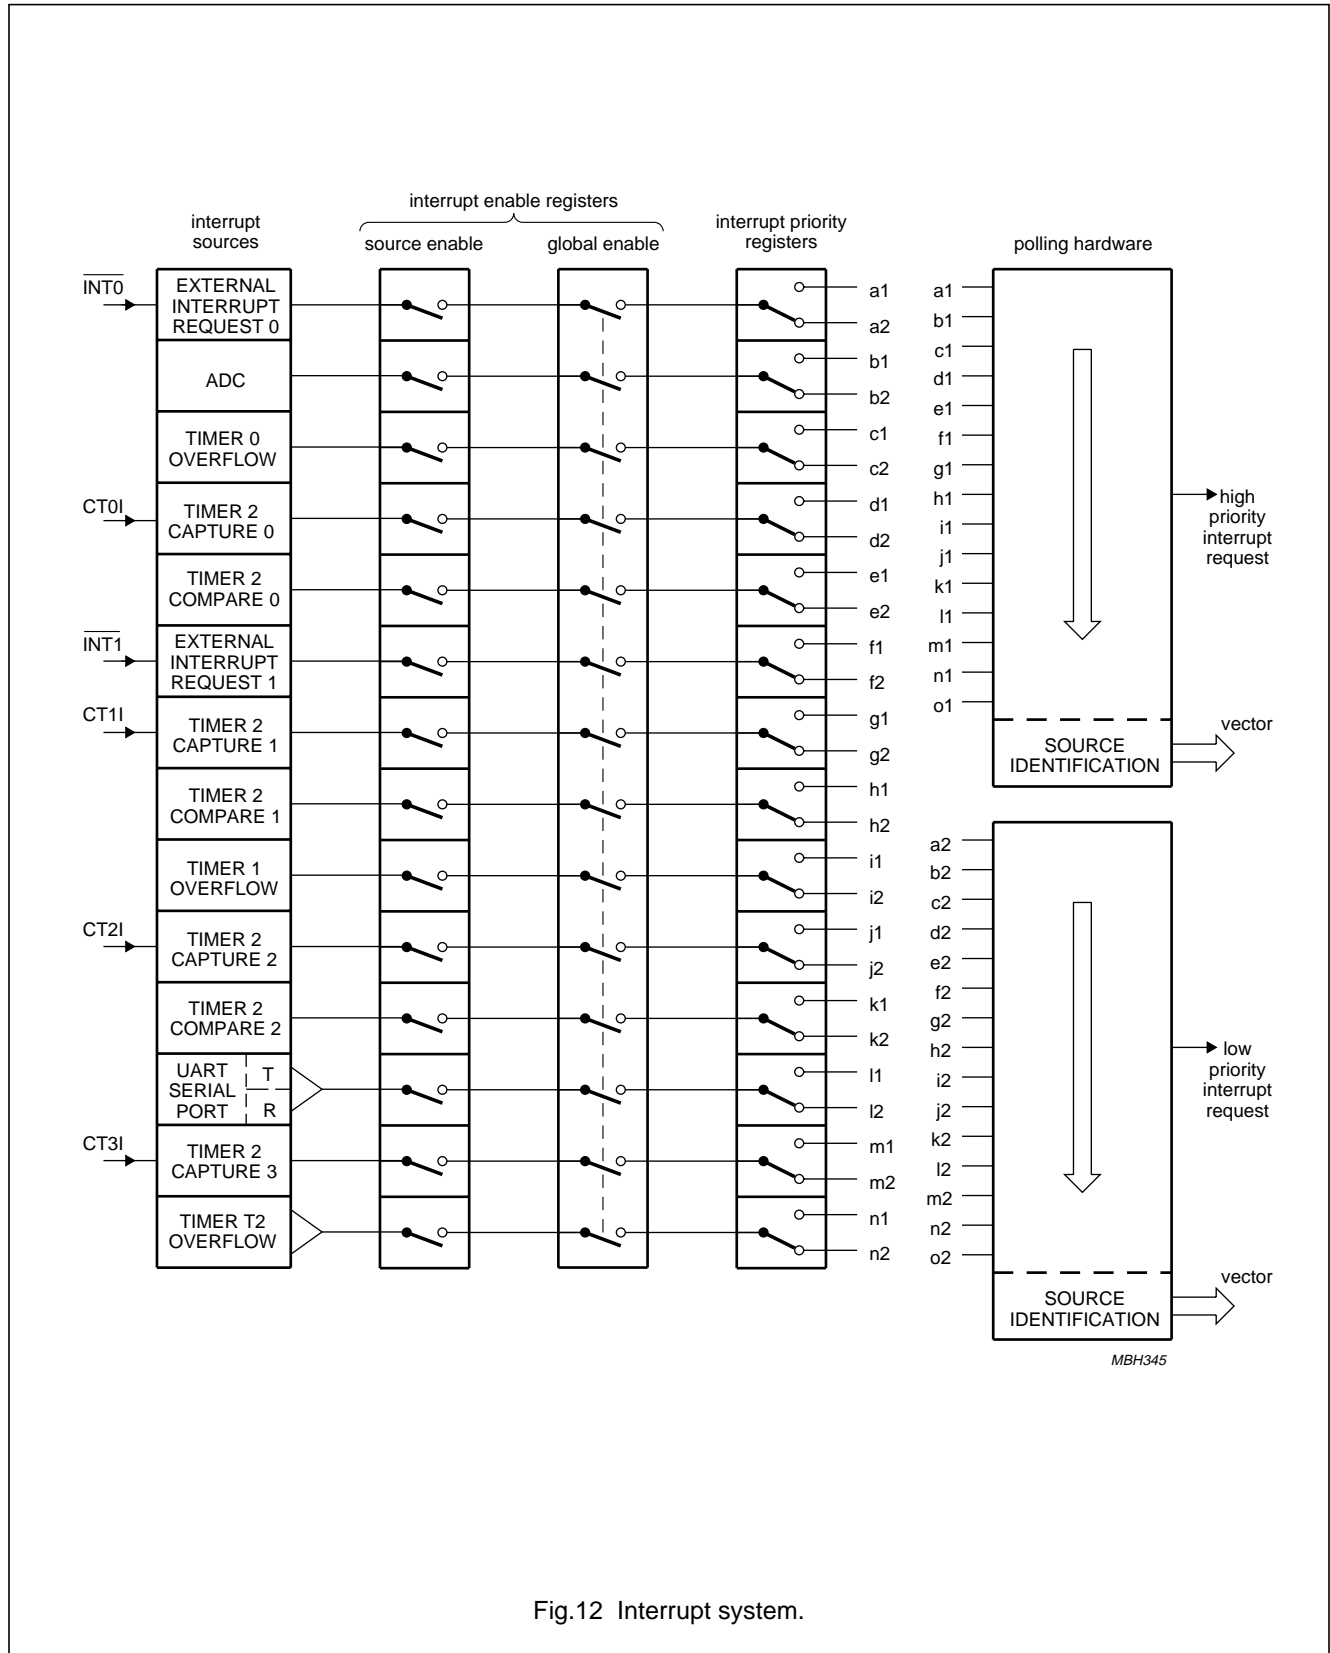 interrupt enable registers
interrupt
sources
source enable
global enable
interrupt priority
registers
polling hardware
INT0
EXTERNAL
INTERRUPT
REQUEST 0
a1
a2
ADC
b1
b2
TIMER 0
OVERFLOW
c1
c2
CT0I
TIMER 2
CAPTURE 0
d1
d2
TIMER 2
COMPARE 0
e1
e2
INT1
EXTERNAL
INTERRUPT
REQUEST 1
f1
f2
CT1I
TIMER 2
CAPTURE 1
g1
g2
TIMER 2
COMPARE 1
h1
h2
TIMER 1
OVERFLOW
i1
i2
CT2I
TIMER 2
CAPTURE 2
j1
j2
TIMER 2
COMPARE 2
k1
k2
UART
SERIAL
PORT
T
R
l1
l2
CT3I
TIMER 2
CAPTURE 3
m1
m2
TIMER T2
OVERFLOW
n1
n2
a1
b1
c1
d1
e1
f1
g1
h1
i1
j1
k1
l1
m1
n1
o1
high
priority
interrupt
request
SOURCE
IDENTIFICATION
vector
a2
b2
c2
d2
e2
f2
g2
h2
i2
j2
k2
l2
m2
n2
o2
low
priority
interrupt
request
SOURCE
IDENTIFICATION
vector
MBH345
Fig.12 Interrupt system.